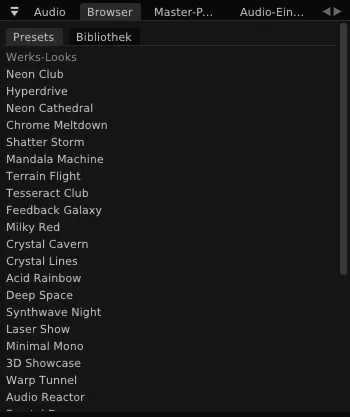 Audio Browser Master-P... Audio-Ein...
Presets Bibliothek
Werks-Looks
Neon Club
Hyperdrive
Neon Cathedral
Chrome Meltdown
Shatter Storm
Mandala Machine
Terrain Flight
Tesseract Club
Feedback Galaxy
Milky Red
Crystal Cavern
Crystal Lines
Acid Rainbow
Deep Space
Synthwave Night
Laser Show
Minimal Mono
3D Showcase
Warp Tunnel
Audio Reactor